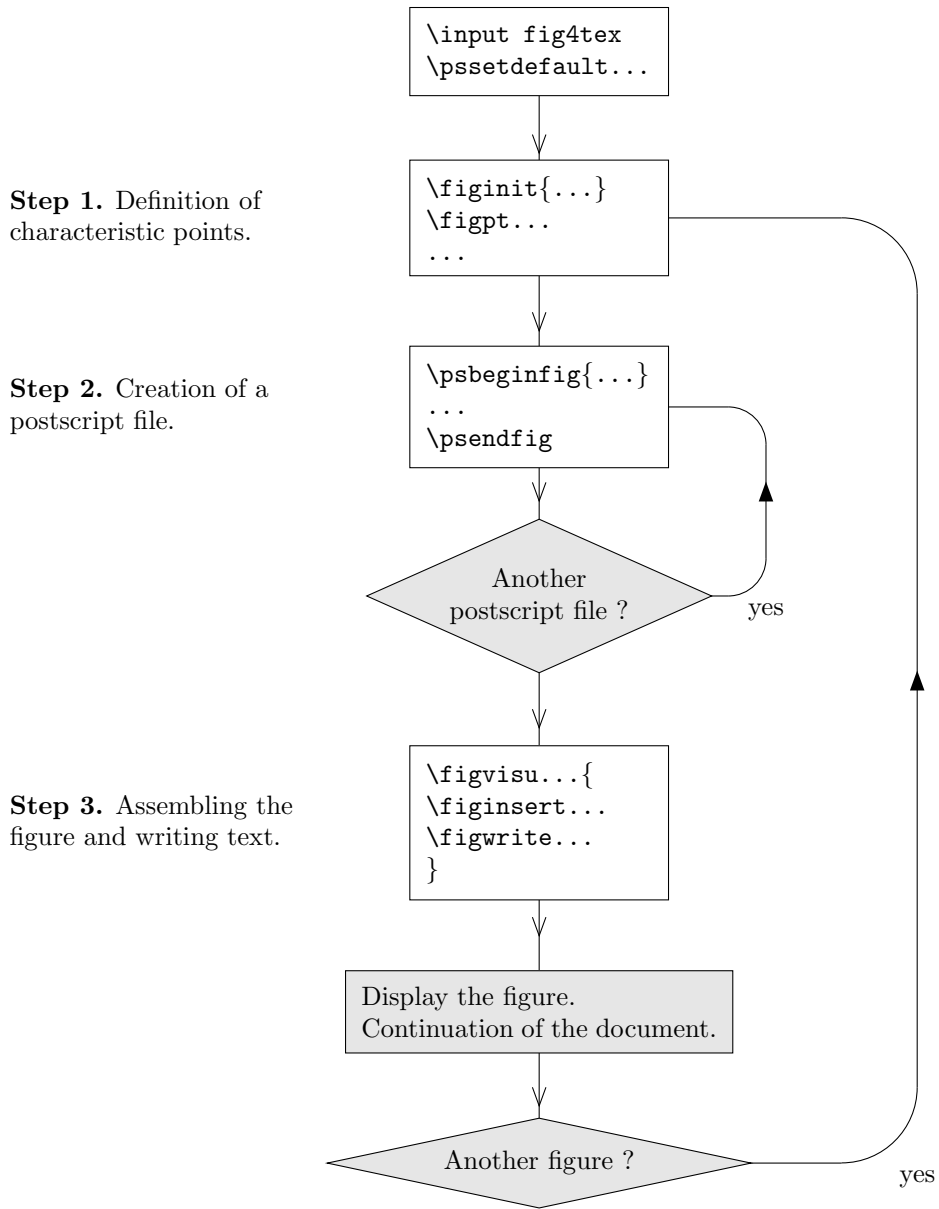 \input fig4tex
\pssetdefault...
Step 1. Definition of
characteristic points.
\figinit{...}
\figpt...
...
Step 2. Creation of a
postscript file.
\psbeginfig{...}
...
\psendfig
Another
postscript file ?
yes
Step 3. Assembling the
figure and writing text.
\figvisu...{
\figinsert...
\figwrite...
}
Display the figure.
Continuation of the document.
Another figure ?
yes